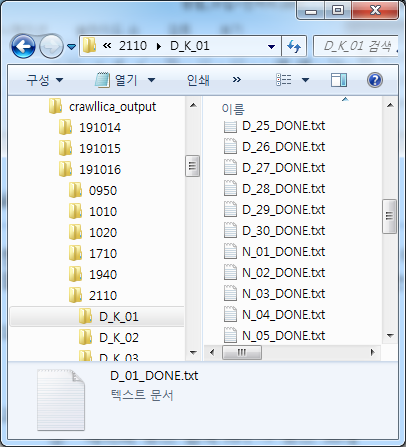 « 2110 ▸ D_K_01
D_K_01 검색
구성 열기 인쇄 »
crawllica_output
191014
191015
191016
0950
1010
1020
1710
1940
2110
D_K_01
D_K_02
D_K_03
이름
D_25_DONE.txt
D_26_DONE.txt
D_27_DONE.txt
D_28_DONE.txt
D_29_DONE.txt
D_30_DONE.txt
N_01_DONE.txt
N_02_DONE.txt
N_03_DONE.txt
N_04_DONE.txt
N_05_DONE.txt
D_01_DONE.txt
텍스트 문서